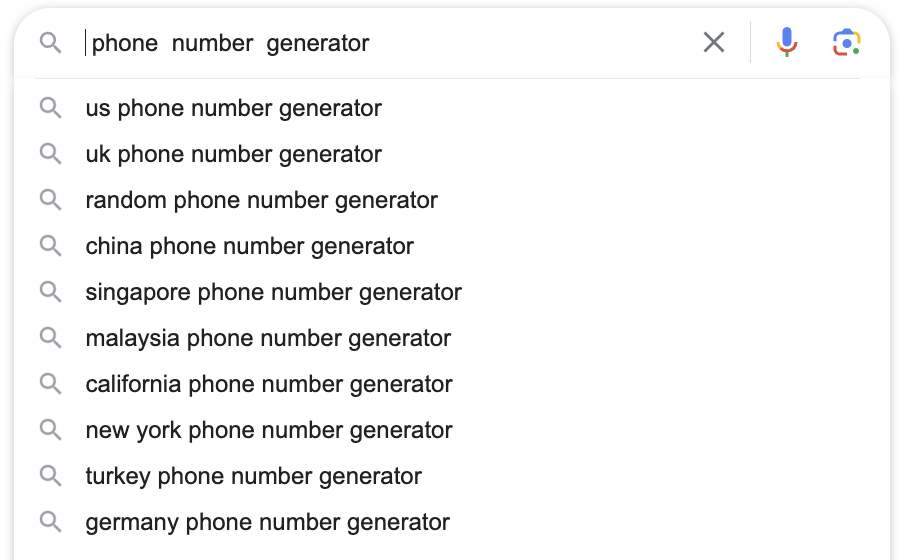 phone number generator
us phone number generator
uk phone number generator
random phone number generator
china phone number generator
singapore phone number generator
malaysia phone number generator
california phone number generator
new york phone number generator
turkey phone number generator
germany phone number generator